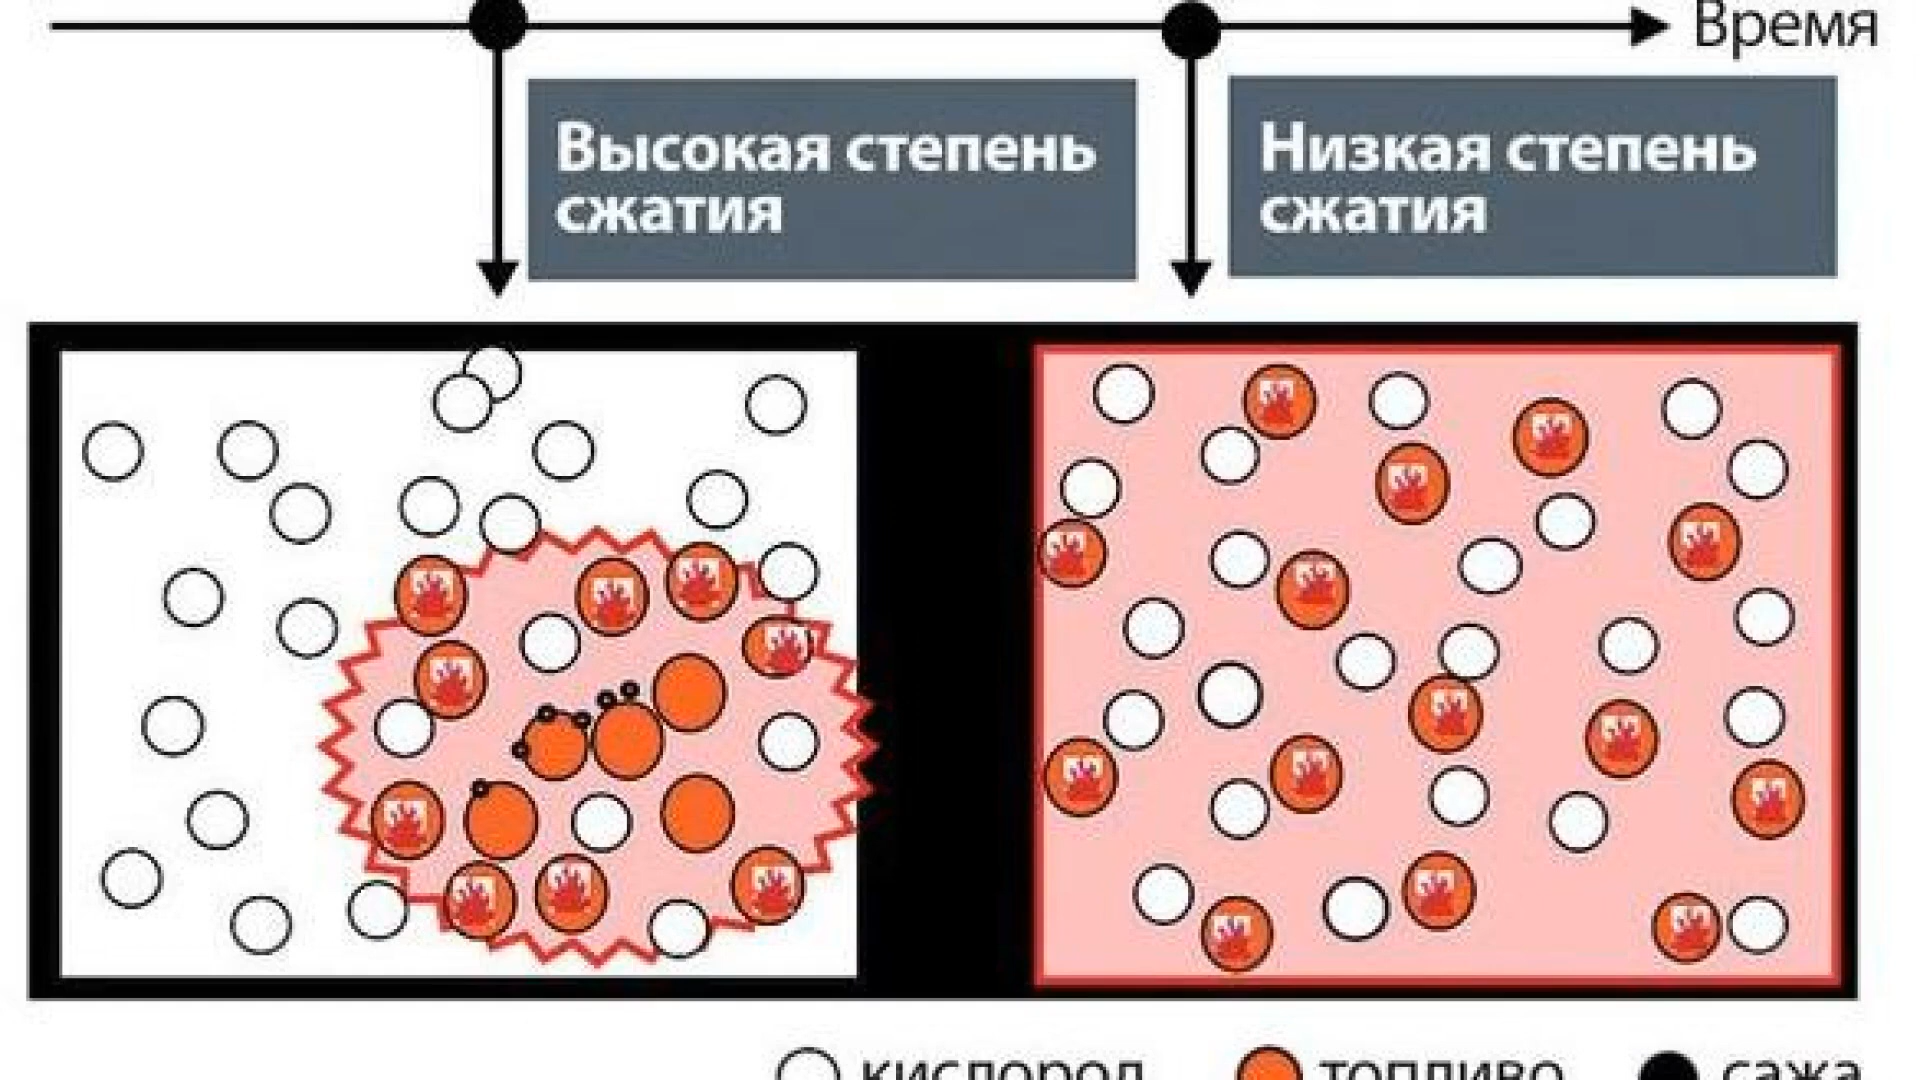 Время
Высокая степень
сжатия
Низкая степень
сжатия
кислород
топливо
сажа